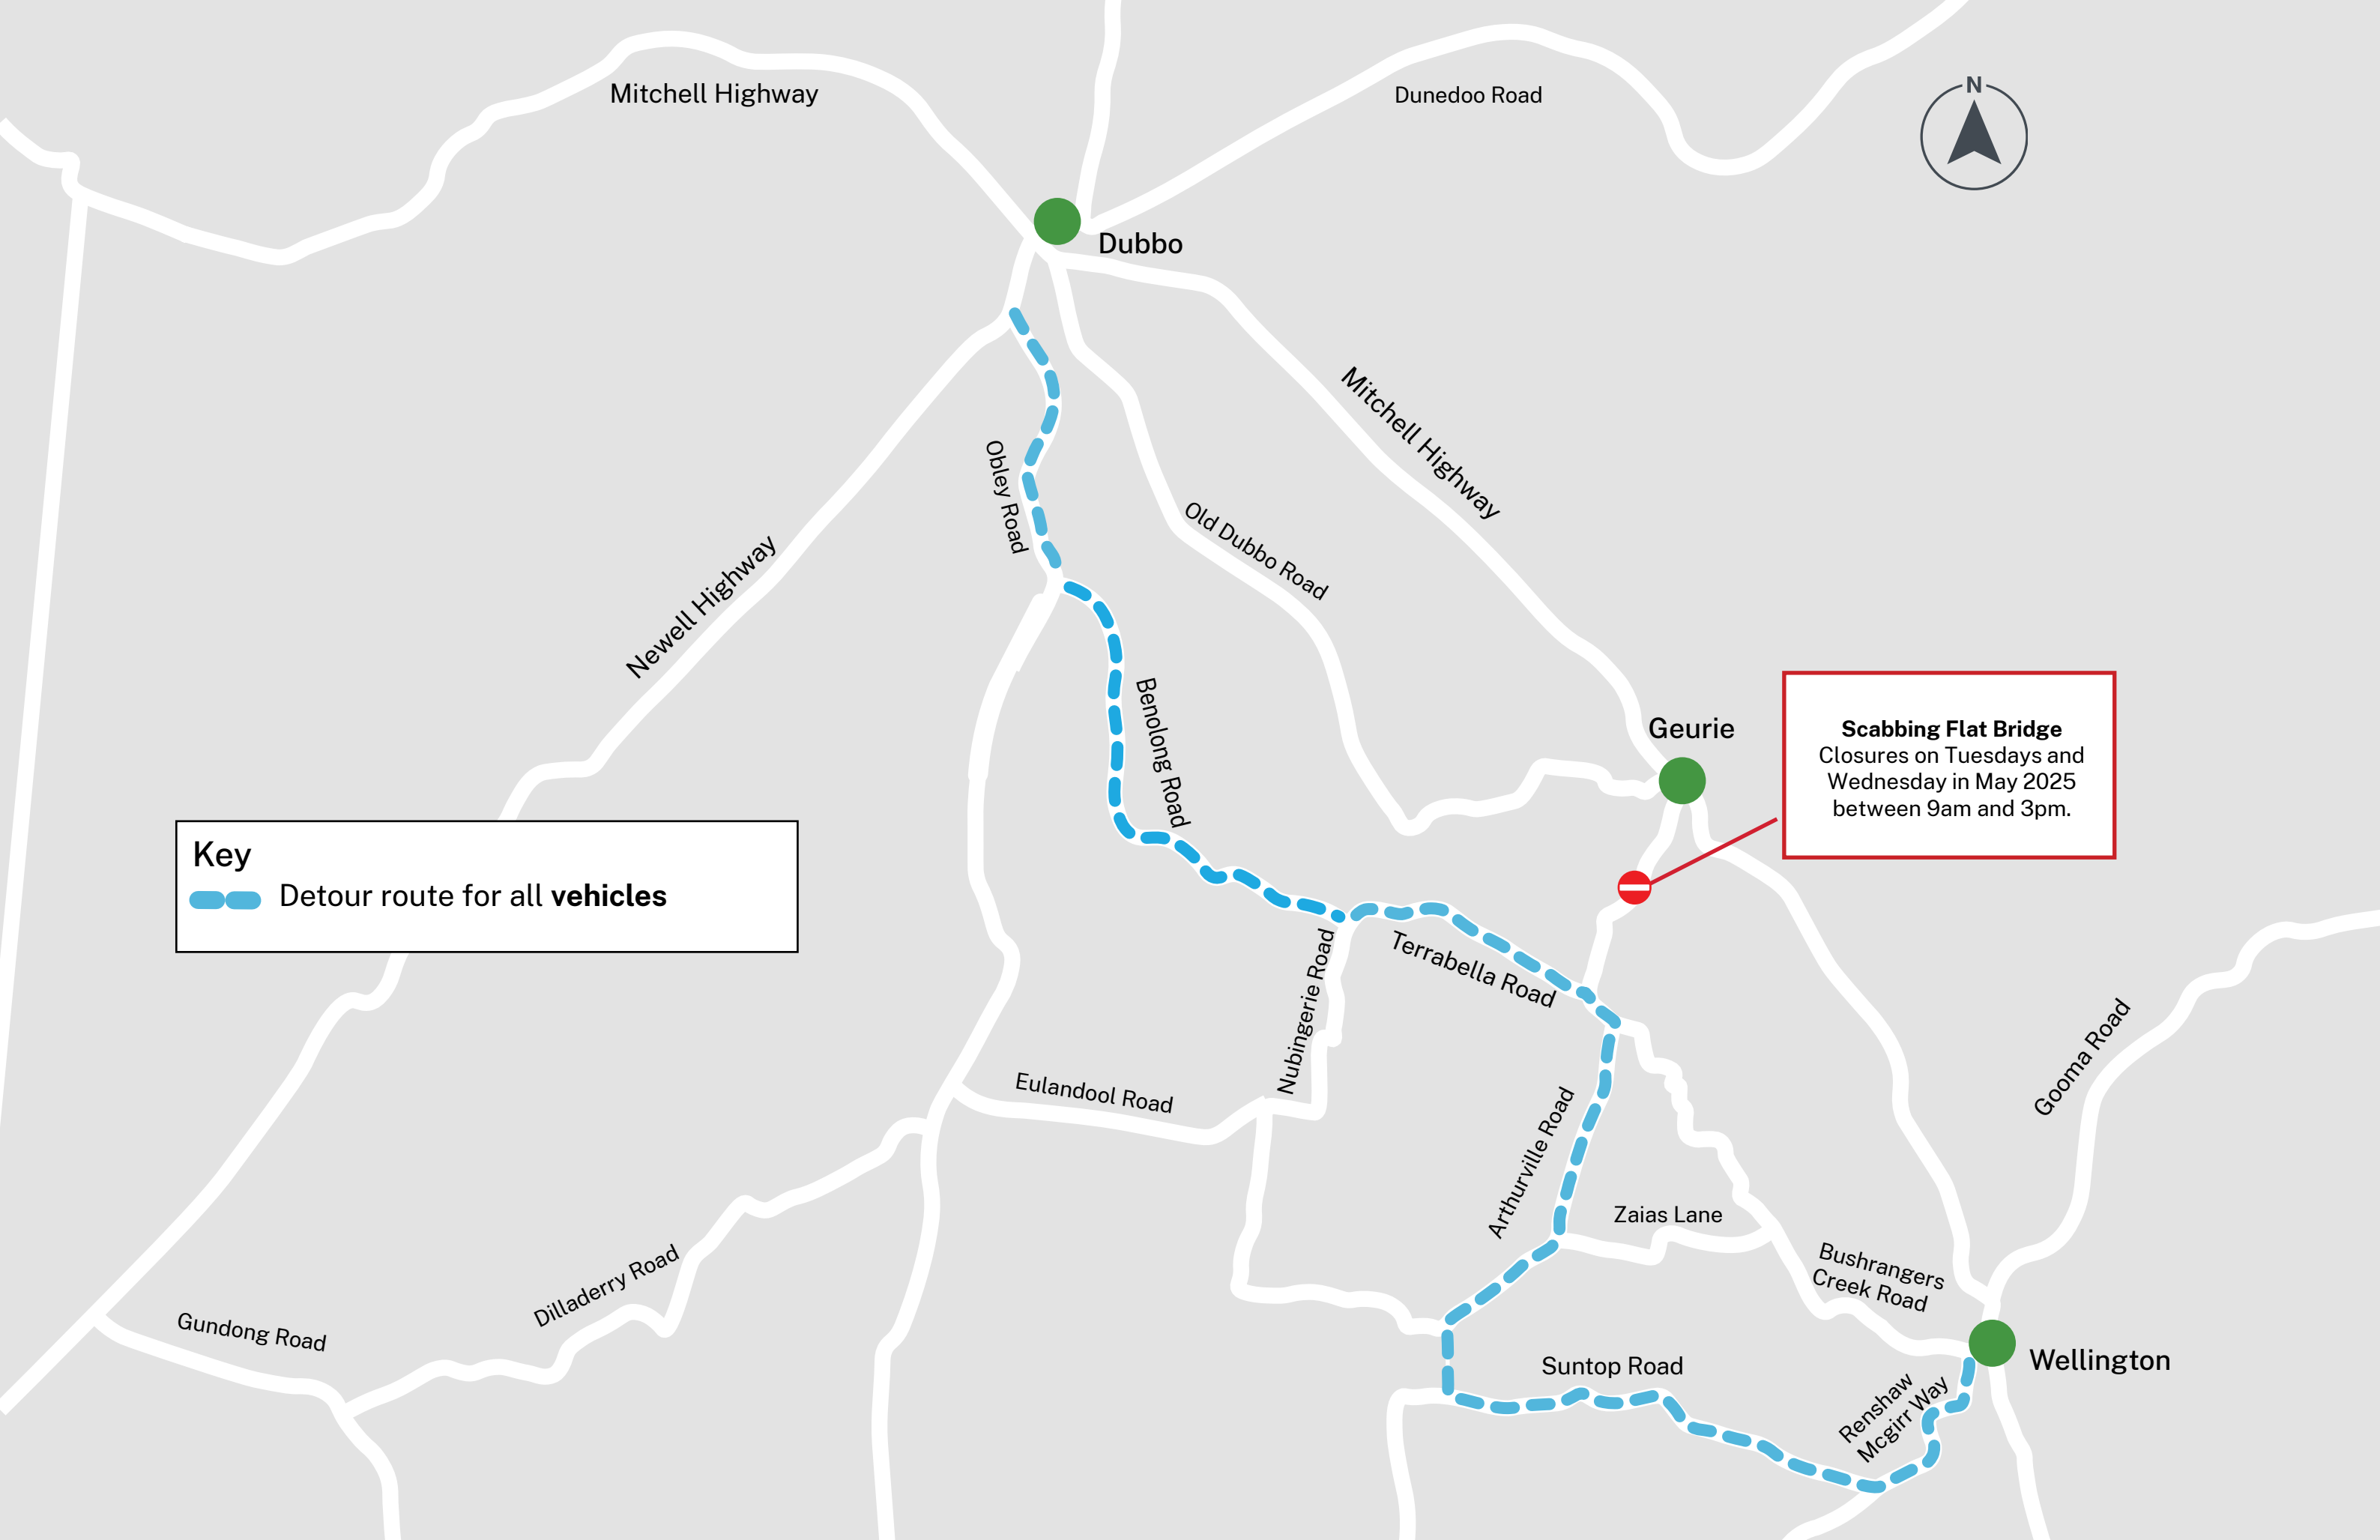 Mitchell Highway
Dunedoo Road
N
Dubbo
Mitchell Highway
Obley Road
Old Dubbo Road
Newell Highway
Benolong Road
Geurie
Scabbing Flat Bridge
Closures on Tuesdays and
Wednesday in May 2025
between 9am and 3pm.
Key
Detour route for all vehicles
Terrabella Road
Nubingerie Road
Gooma Road
Eulandool Road
Arthurville Road
Zaias Lane
Bushrangers
Creek Road
Dilladerry Road
Gundong Road
Suntop Road
Wellington
Renshaw
Mcgirr Way